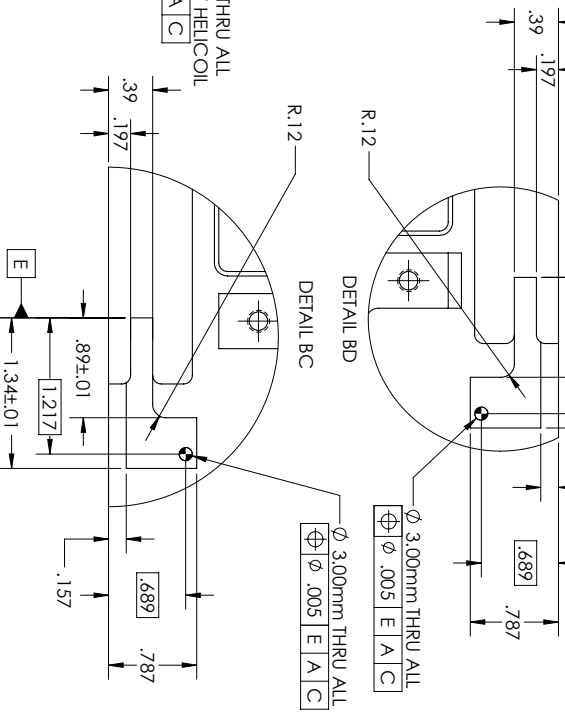 THRU ALL
HELICOIL
A C
.39
.197
R.12
DETAIL BD
Ø 3.00mm THRU ALL
⌖ Ø .005 E A C
.689
.787
.39
.197
R.12
DETAIL BC
E
.89±.01
1.217
1.34±.01
Ø 3.00mm THRU ALL
⌖ Ø .005 E A C
.157
.689
.787